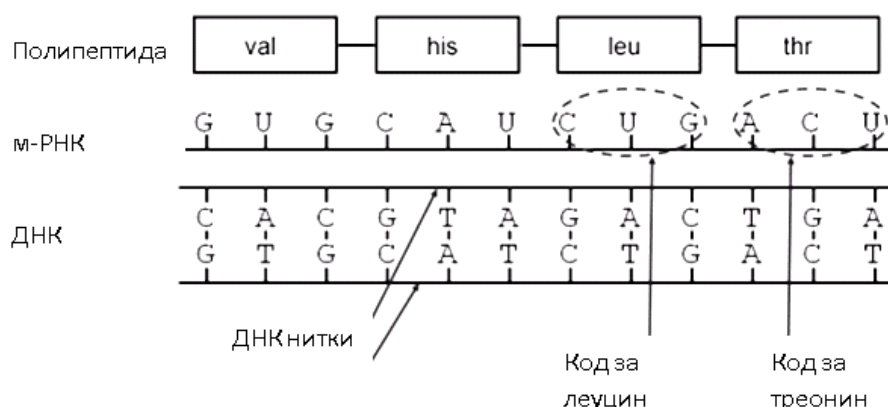 Полипептида val his leu thr
м-РНК G U G C A U C U G A C U
ДНК C A C G T A G A C T G A
G T G C A T C T G A C T
ДНК нитки
Код за леуцин
Код за треонин